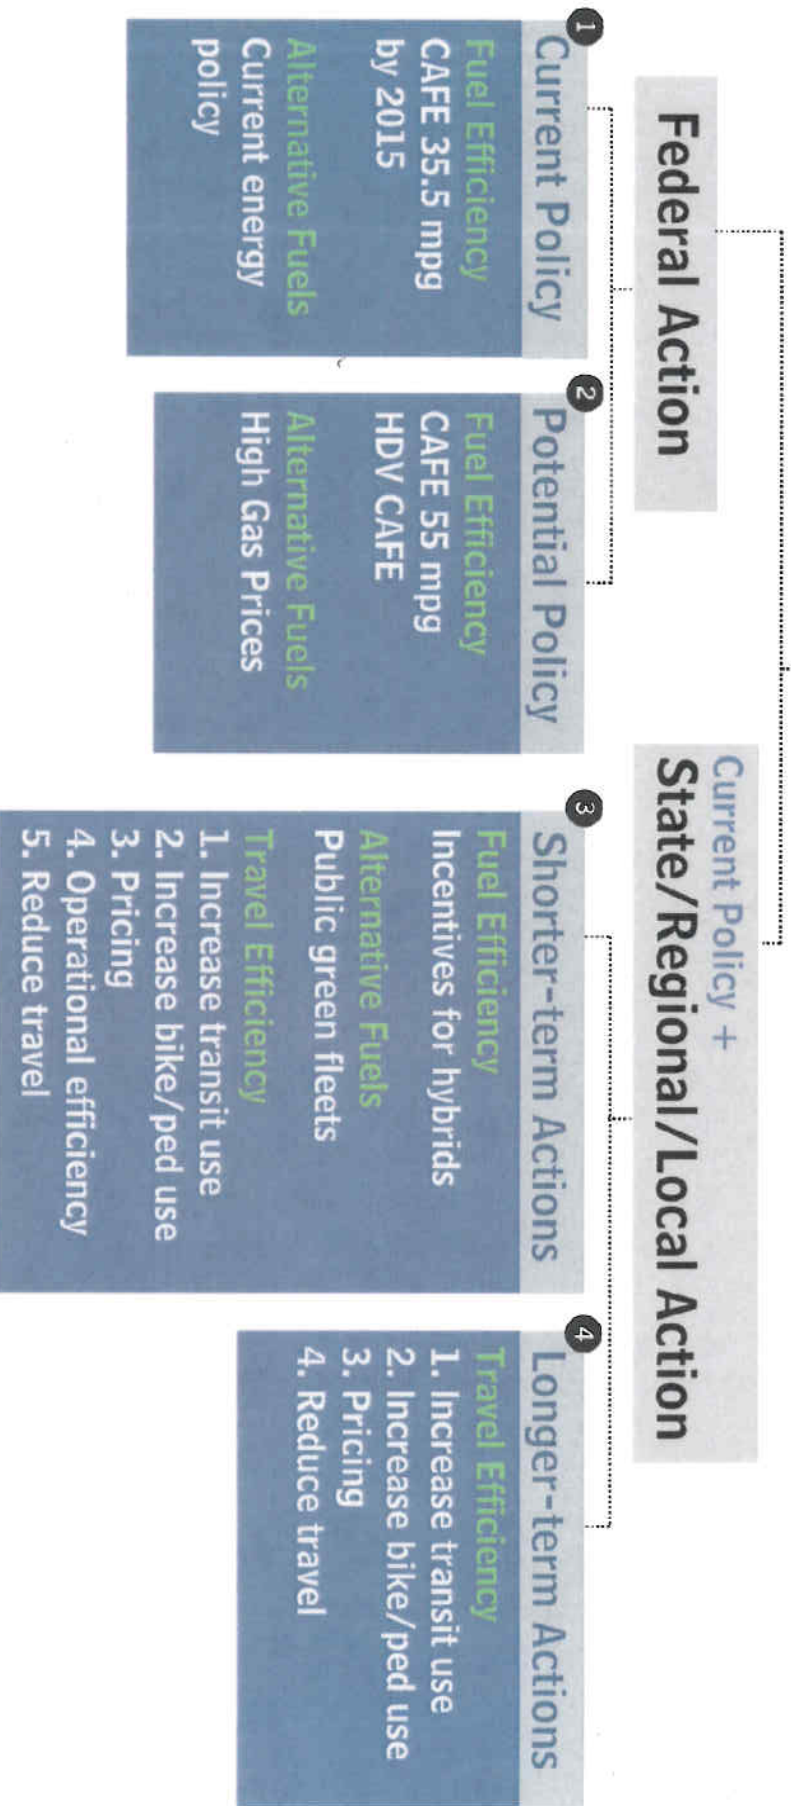 Federal Action
Current Policy +
State/Regional/Local Action
1
Current Policy
Fuel Efficiency
CAFE 35.5 mpg
by 2015
Alternative Fuels
Current energy
policy
2
Potential Policy
Fuel Efficiency
CAFE 55 mpg
HDV CAFE
Alternative Fuels
High Gas Prices
3
Shorter-term Actions
Fuel Efficiency
Incentives for hybrids
Alternative Fuels
Public green fleets
Travel Efficiency
1. Increase transit use
2. Increase bike/ped use
3. Pricing
4. Operational efficiency
5. Reduce travel
4
Longer-term Actions
Travel Efficiency
1. Increase transit use
2. Increase bike/ped use
3. Pricing
4. Reduce travel